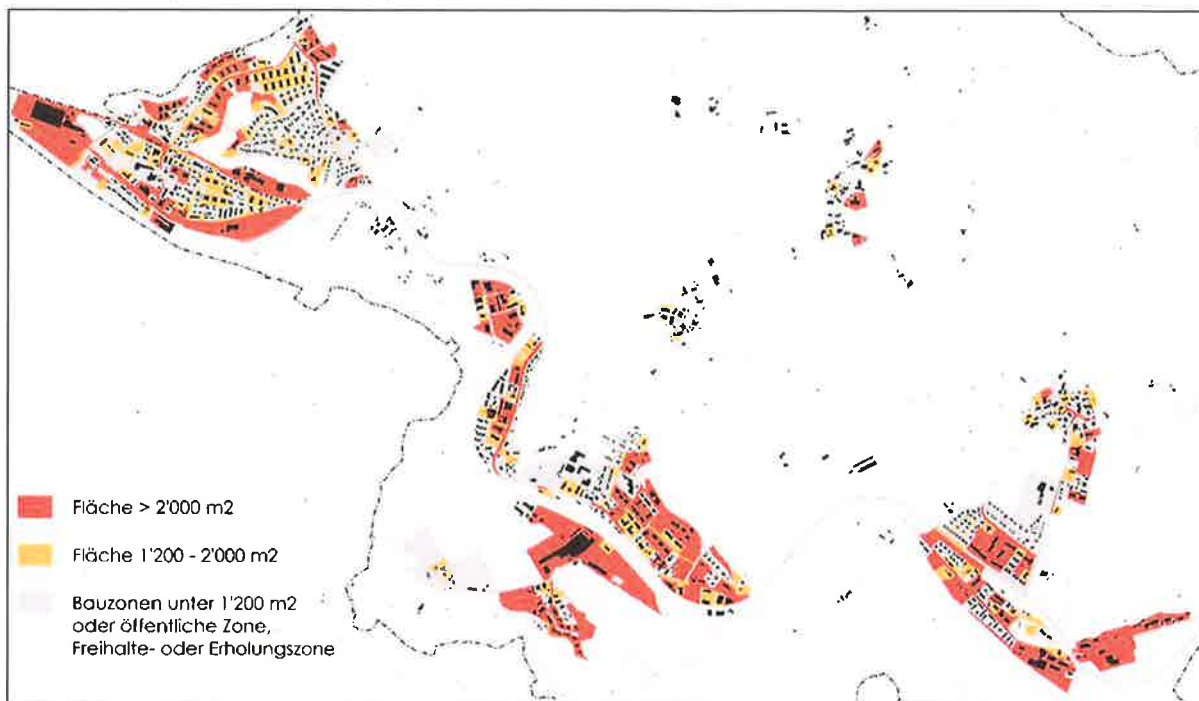 Fläche > 2'000 m2
Fläche 1'200 - 2'000 m2
Bauzonen unter 1'200 m2
oder öffentliche Zone,
Freihalte- oder Erholungszone